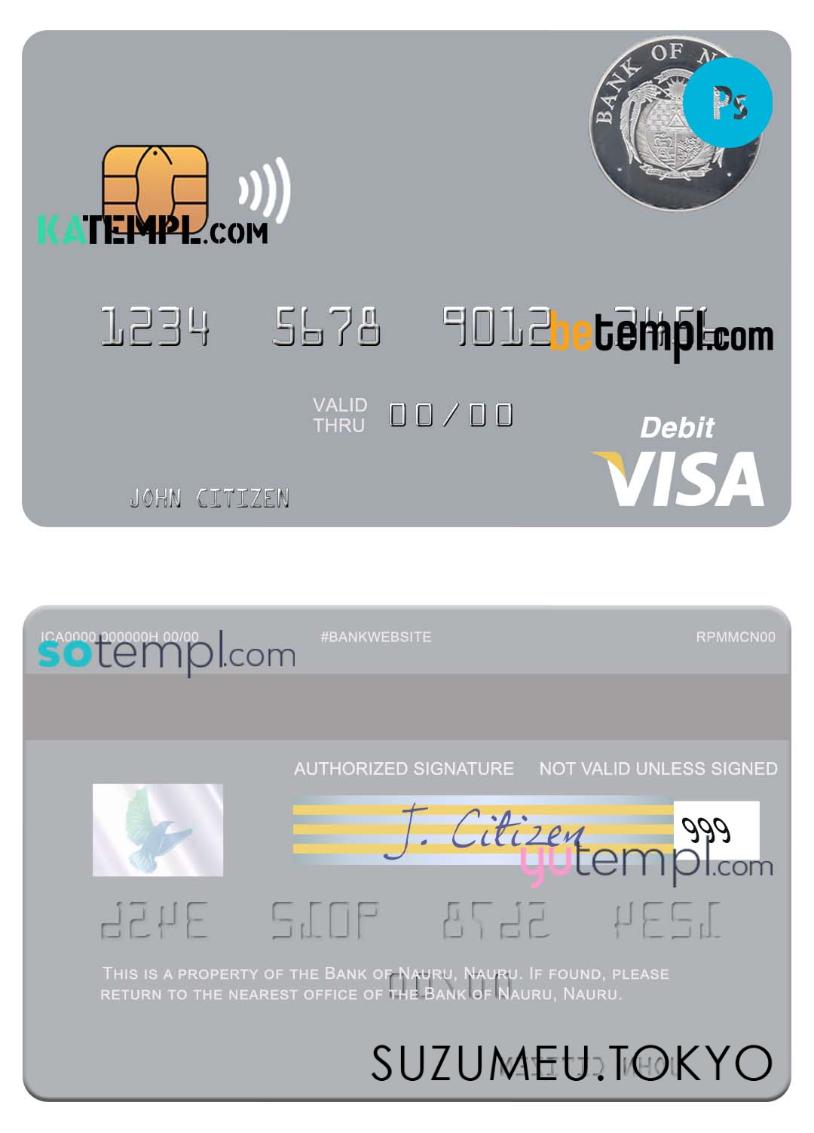 BANK OF N
Ps
KATEMPL.COM
1234 5678 9012 3456
betempl.com
VALID THRU 00/00
Debit
VISA
JOHN CITIZEN
ICA0000 000000H 00/00 #BANKWEBSITE RPMMCN00
sotempl.com
AUTHORIZED SIGNATURE NOT VALID UNLESS SIGNED
J. Citizen 999
yutempl.com
THIS IS A PROPERTY OF THE BANK OF NAURU, NAURU. IF FOUND, PLEASE
RETURN TO THE NEAREST OFFICE OF THE BANK OF NAURU, NAURU.
SUZUMEU.TOKYO